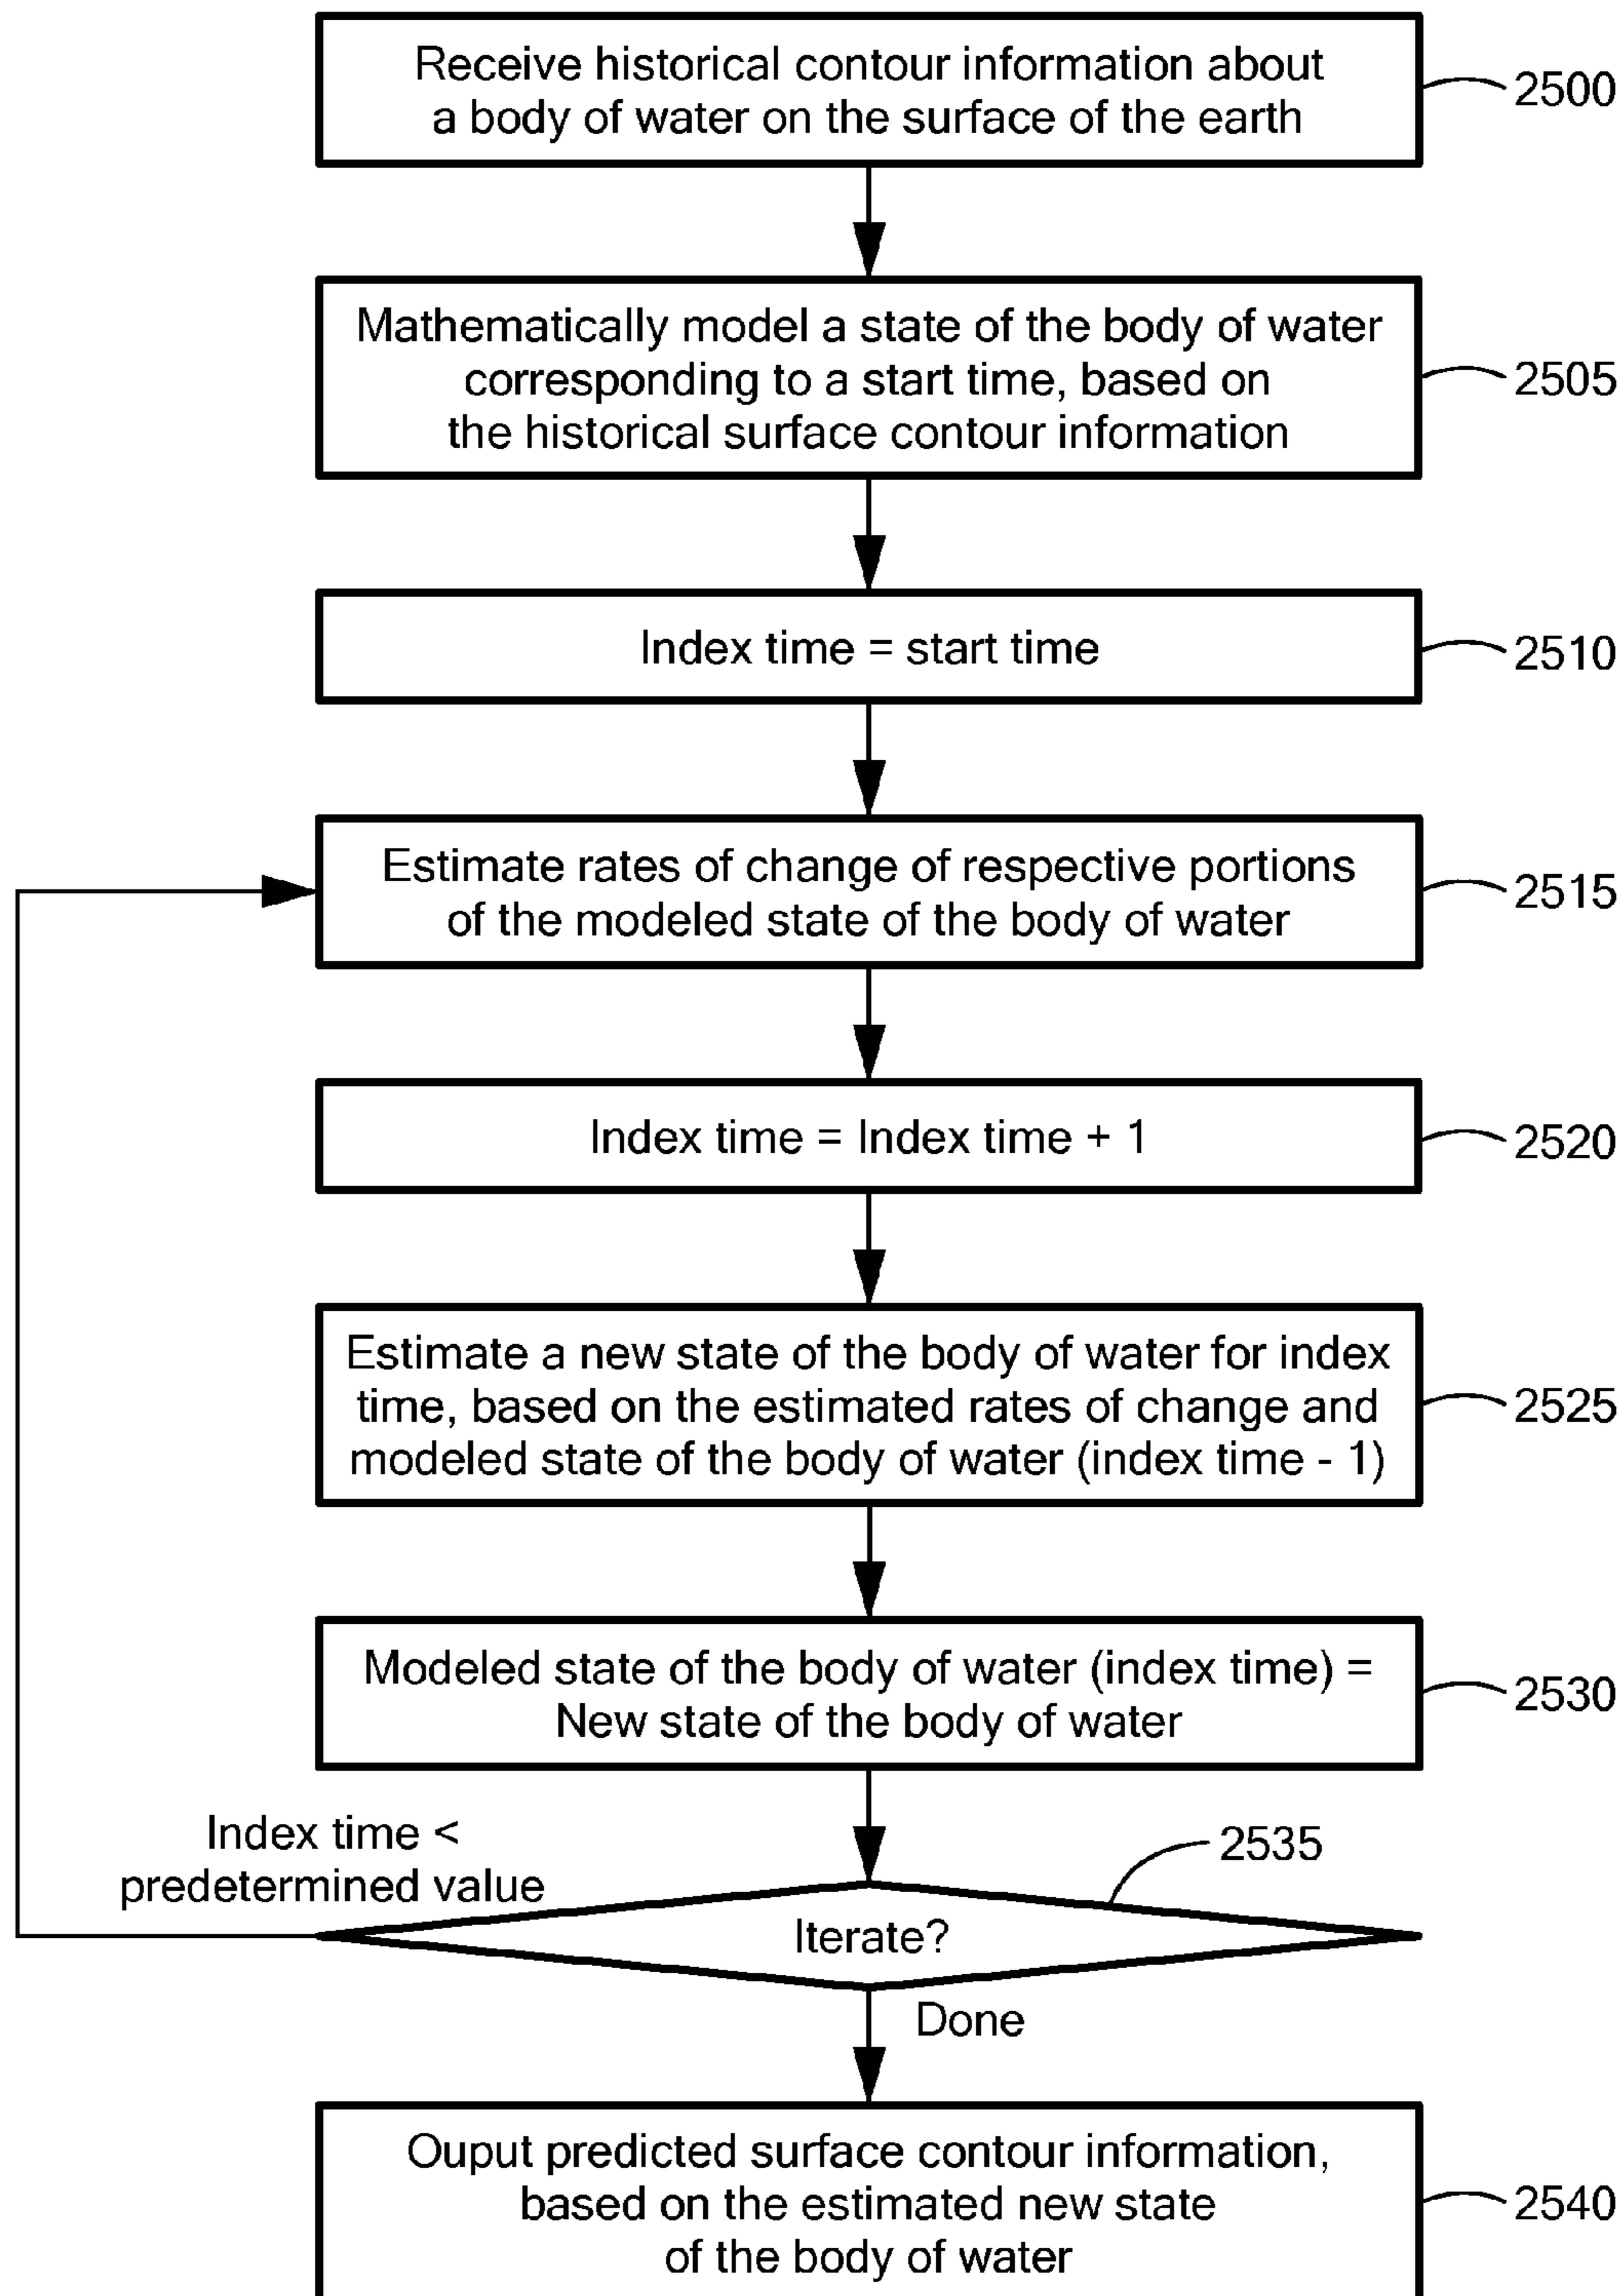 Receive historical contour information about
a body of water on the surface of the earth
2500
Mathematically model a state of the body of water
corresponding to a start time, based on
the historical surface contour information
2505
Index time = start time
2510
Estimate rates of change of respective portions
of the modeled state of the body of water
2515
Index time = Index time + 1
2520
Estimate a new state of the body of water for index
time, based on the estimated rates of change and
modeled state of the body of water (index time - 1)
2525
Modeled state of the body of water (index time) =
New state of the body of water
2530
Index time <
predetermined value
2535
Iterate?
Done
Ouput predicted surface contour information,
based on the estimated new state
of the body of water
2540